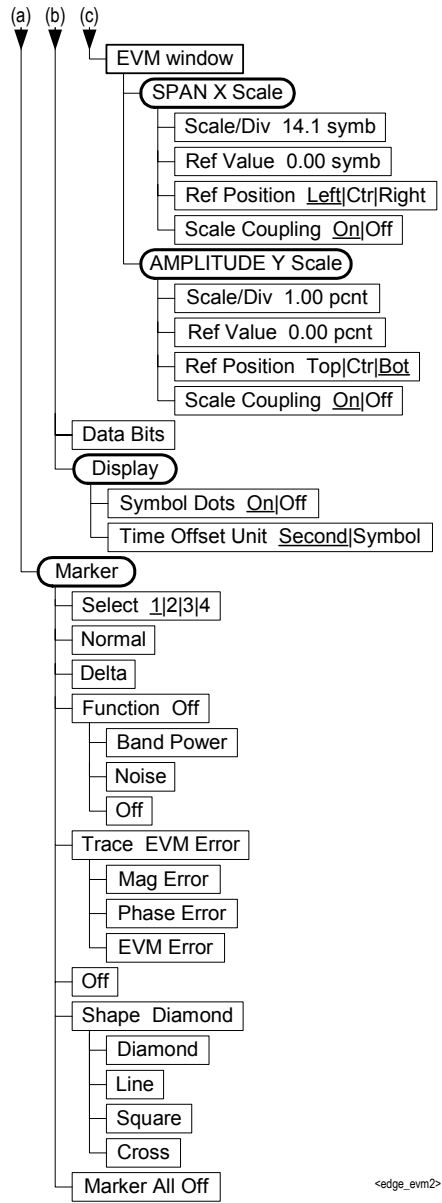 (a) (b) (c)
EVM window
SPAN X Scale
Scale/Div 14.1 symb
Ref Value 0.00 symb
Ref Position Left|Ctr|Right
Scale Coupling On|Off
AMPLITUDE Y Scale
Scale/Div 1.00 pcnt
Ref Value 0.00 pcnt
Ref Position Top|Ctr|Bot
Scale Coupling On|Off
Data Bits
Display
Symbol Dots On|Off
Time Offset Unit Second|Symbol
Marker
Select 1|2|3|4
Normal
Delta
Function Off
Band Power
Noise
Off
Trace EVM Error
Mag Error
Phase Error
EVM Error
Off
Shape Diamond
Diamond
Line
Square
Cross
Marker All Off
<edge_evm2>